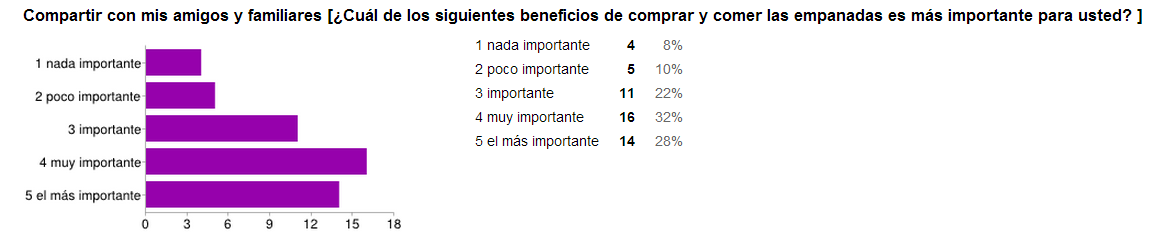 Compartir con mis amigos y familiares [¿Cuál de los siguientes beneficios de comprar y comer las empanadas es más importante para usted? ]
1 nada importante
2 poco importante
3 importante
4 muy importante
5 el más importante
0 3 6 9 12 15 18
1 nada importante 4 8%
2 poco importante 5 10%
3 importante 11 22%
4 muy importante 16 32%
5 el más importante 14 28%